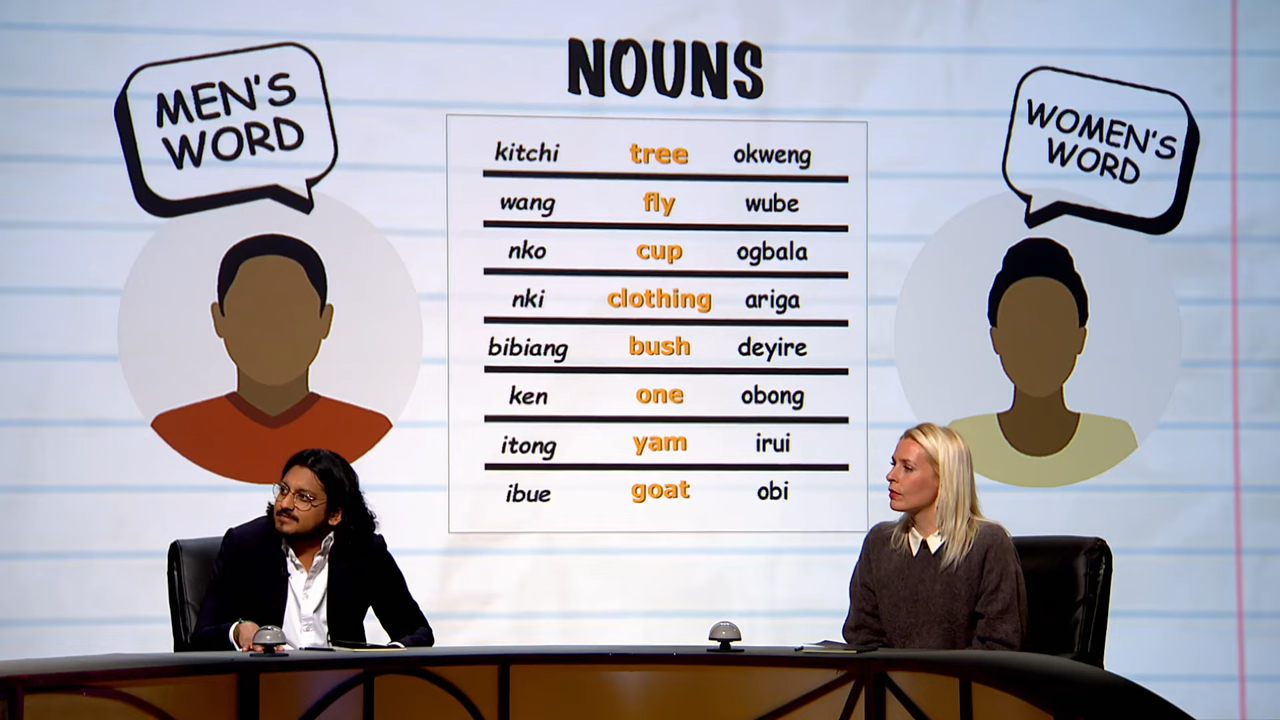 NOUNS
MEN'S
WORD
WOMEN'S
WORD
kitchi tree okweng
wang fly wube
nko cup ogbala
nki clothing ariga
bibiang bush deyire
ken one obong
itong yam irui
ibue goat obi